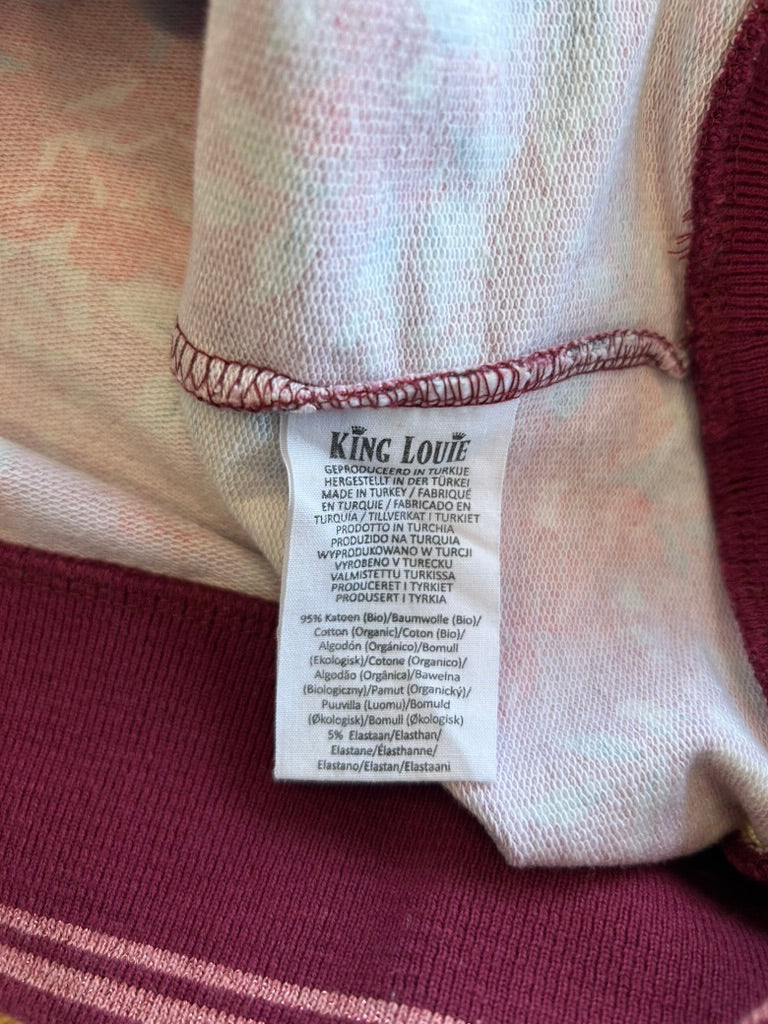 KING LOUIE
GEPRODUCEERD IN TURKIJE
HERGESTELLT IN DER TÜRKEI
MADE IN TURKEY / FABRIQUÉ
EN TURQUIE / FABRICADO EN
TURQUÍA / TILLVERKAT I TURKIET
PRODOTTO IN TURCHIA
PRODUZIDO NA TURQUIA
WYPRODUKOWANO W TURCJI
VYROBENO V TURECKU
VALMISTETTU TURKISSA
PRODUCERET I TYRKIET
PRODUSERT I TYRKIA
95% Katoen (Bio)/Baumwolle (Bio)/
Cotton (Organic)/Coton (Bio)/
Algodón (Orgánico)/Bomull
(Ekologisk)/Cotone (Organico)/
Algodão (Orgânica)/Bawełna
(Biologiczny)/Pamut (Organický)/
Puuvilla (Luomu)/Bomuld
(Økologisk)/Bomull (Økologisk)
5% Elastaan/Elasthan/
Elastane/Élasthanne/
Elastano/Elastan/Elastaani